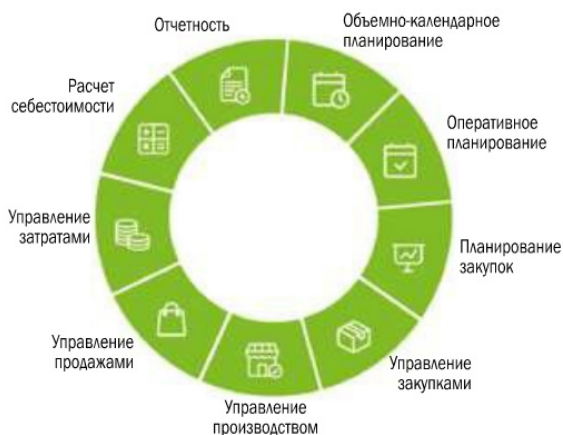 Отчетность
Объемно-календарное
планирование
Оперативное
планирование
Планирование
закупок
Управление
закупками
Управление
производством
Управление
продажами
Управление
затратами
Расчет
себестоимости